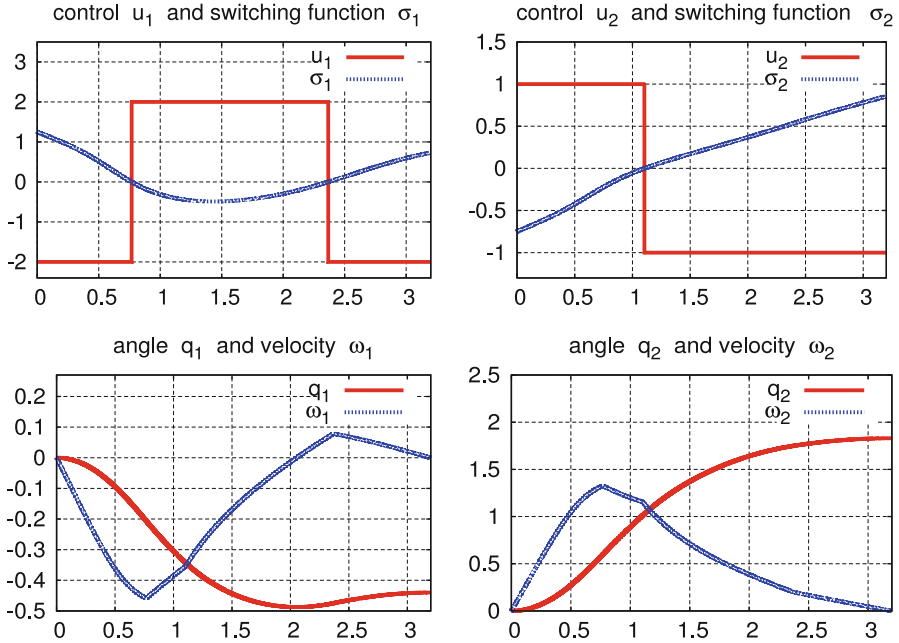 control u₁ and switching function σ₁
3
2
1
0
-1
-2
u₁
σ₁
0 0.5 1 1.5 2 2.5 3
control u₂ and switching function σ₂
1.5
1
0.5
0
-0.5
-1
u₂
σ₂
0 0.5 1 1.5 2 2.5 3
angle q₁ and velocity ω₁
0.2
0.1
0
-0.1
-0.2
-0.3
-0.4
-0.5
q₁
ω₁
0 0.5 1 1.5 2 2.5 3
angle q₂ and velocity ω₂
2.5
2
1.5
1
0.5
0
q₂
ω₂
0 0.5 1 1.5 2 2.5 3